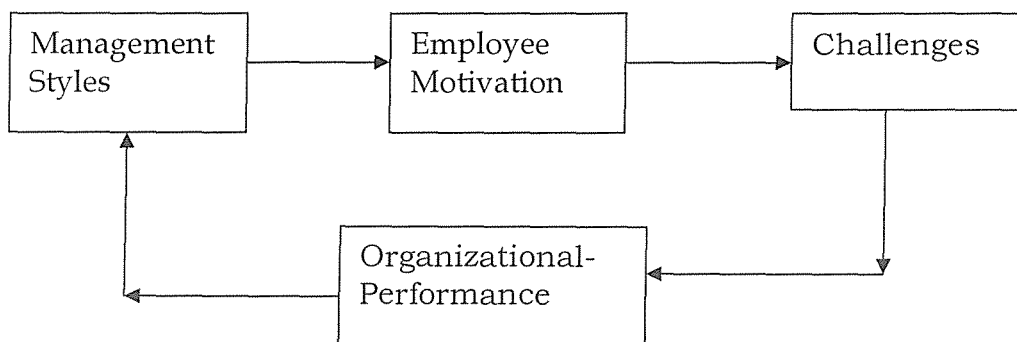 Management
Styles
Employee
Motivation
Challenges
Organizational-
Performance